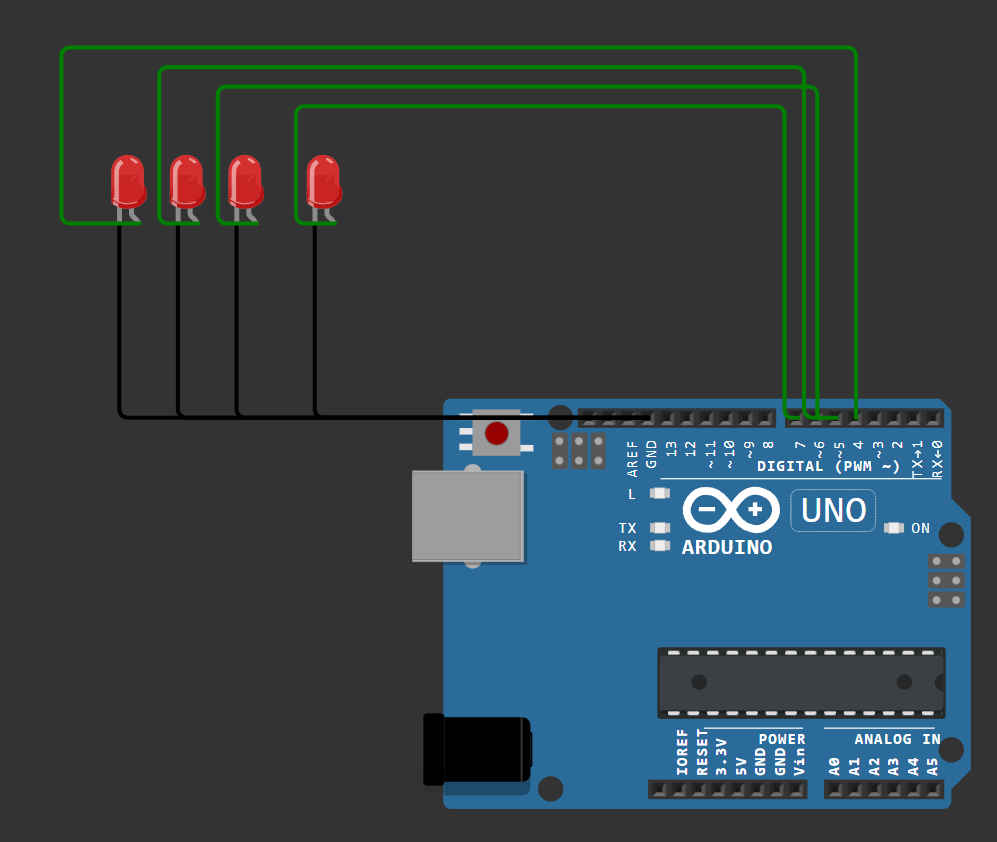 AREF GND 13 12 ~11 ~10 ~9 8 7 ~6 ~5 4 ~3 2 TX→1 RX←0
DIGITAL (PWM ~)
L
UNO
TX
ON
RX
ARDUINO
POWER
ANALOG IN
IOREF RESET 3.3V 5V GND GND Vin A0 A1 A2 A3 A4 A5